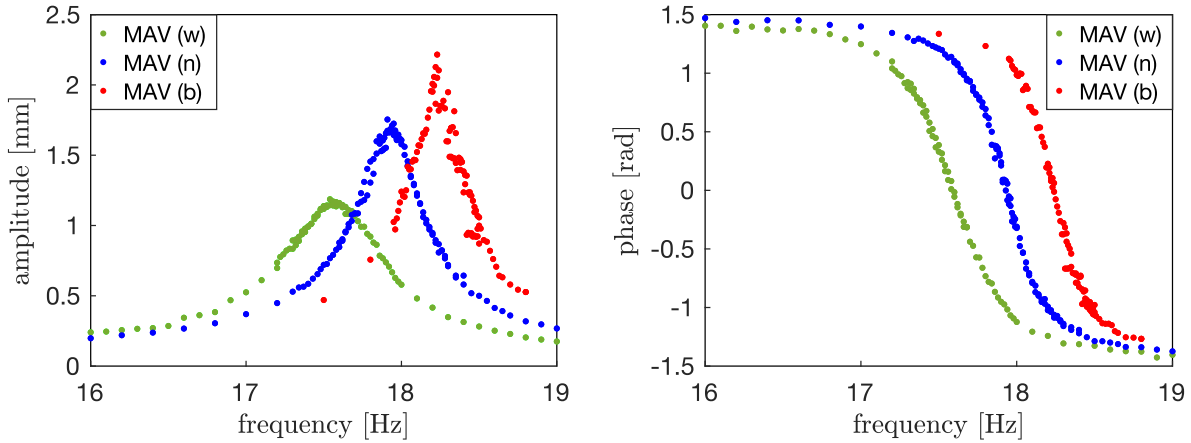 2.5
2
1.5
1
0.5
0
amplitude [mm]
MAV (w)
MAV (n)
MAV (b)
16
17
18
19
frequency [Hz]
1.5
1
0.5
0
-0.5
-1
-1.5
phase [rad]
MAV (w)
MAV (n)
MAV (b)
16
17
18
19
frequency [Hz]